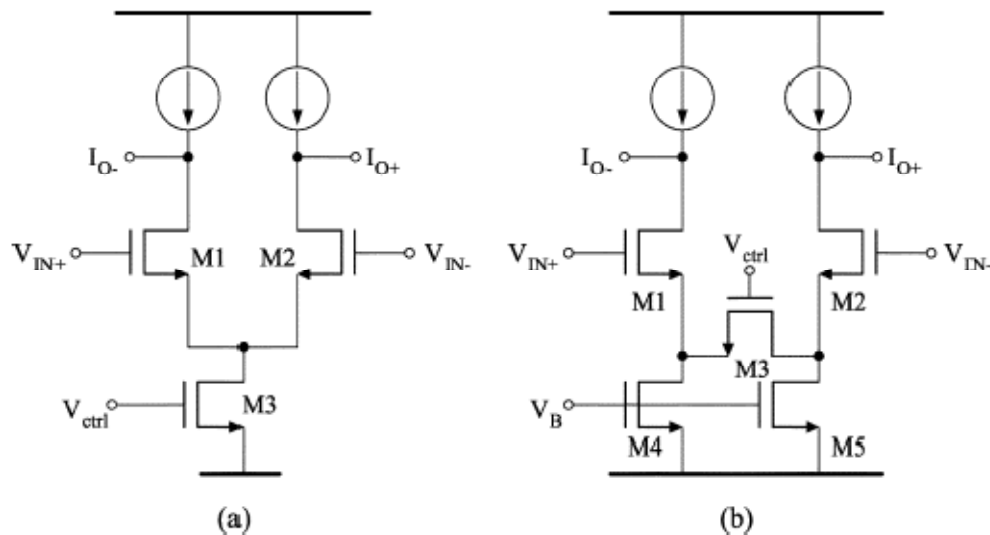 I_O- I_O+ I_O- I_O+
V_IN+ M1 M2 V_IN- V_IN+ V_ctrl V_IN-
M1 M2
M3
V_ctrl M3 V_B
M4 M5
(a) (b)